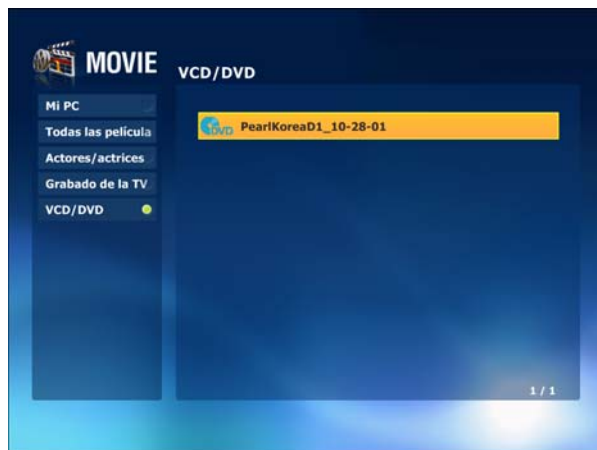 MOVIE
VCD/DVD
Mi PC
Todas las película
Actores/actrices
Grabado de la TV
VCD/DVD
DVD PearlKoreaD1_10-28-01
1 / 1